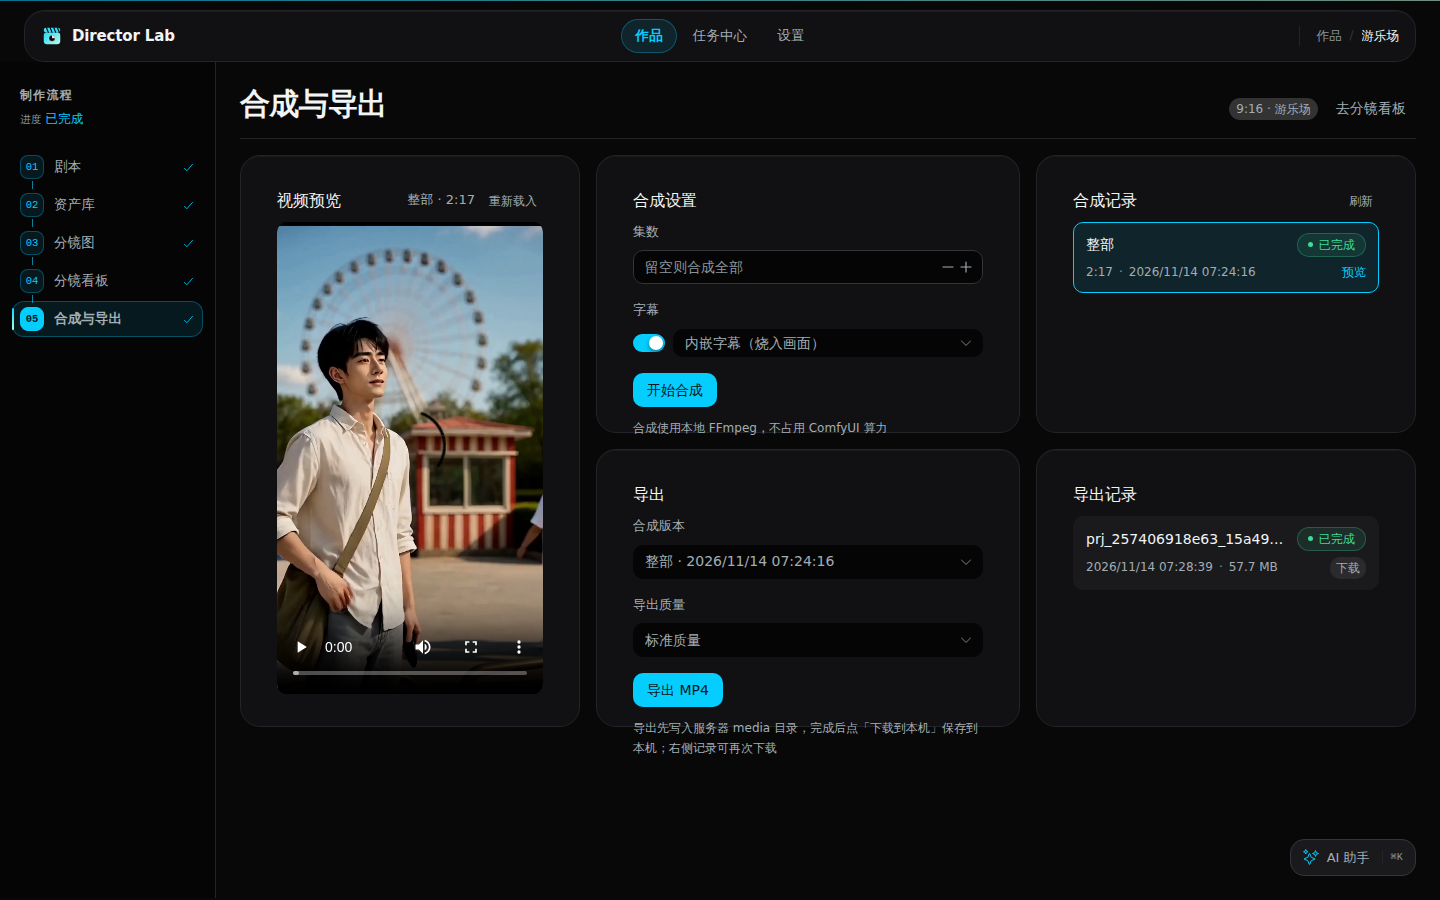 Director Lab
作品
任务中心
设置
作品 / 游乐场
制作流程
进度 已完成
01 剧本
02 资产库
03 分镜图
04 分镜看板
05 合成与导出
合成与导出
9:16 · 游乐场
去分镜看板
视频预览
整部 · 2:17
重新载入
0:00
合成设置
集数
留空则合成全部
字幕
内嵌字幕（烧入画面）
开始合成
合成使用本地 FFmpeg，不占用 ComfyUI 算力
合成记录
刷新
整部
已完成
2:17 · 2026/11/14 07:24:16
预览
导出
合成版本
整部 · 2026/11/14 07:24:16
导出质量
标准质量
导出 MP4
导出先写入服务器 media 目录，完成后点「下载到本机」保存到
本机；右侧记录可再次下载
导出记录
prj_257406918e63_15a49...
已完成
2026/11/14 07:28:39 · 57.7 MB
下载
AI 助手
⌘K